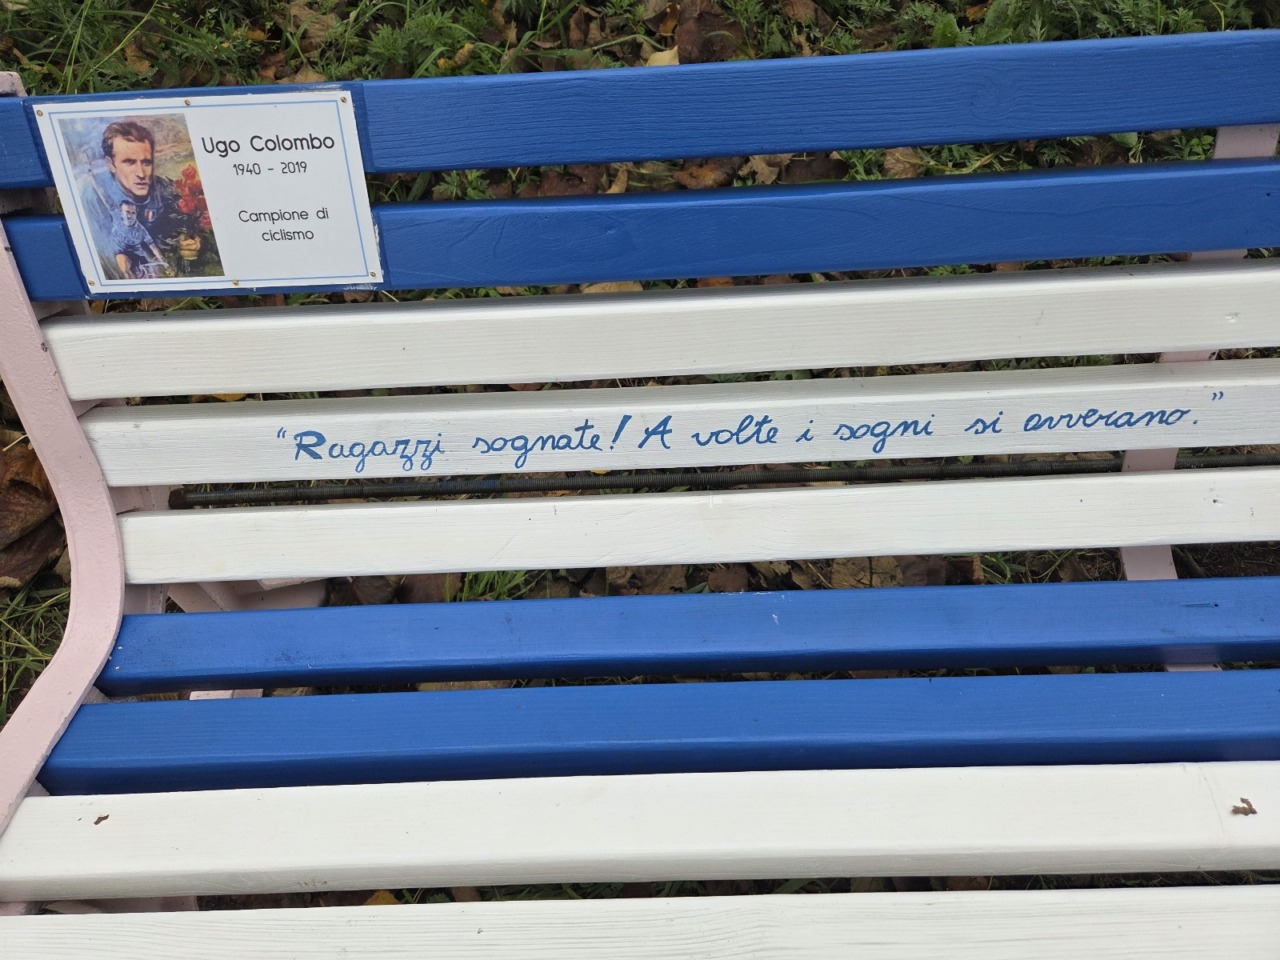 Ugo Colombo
1940 - 2019
Campione di
ciclismo
"Ragazzi sognate! A volte i sogni si avverano."